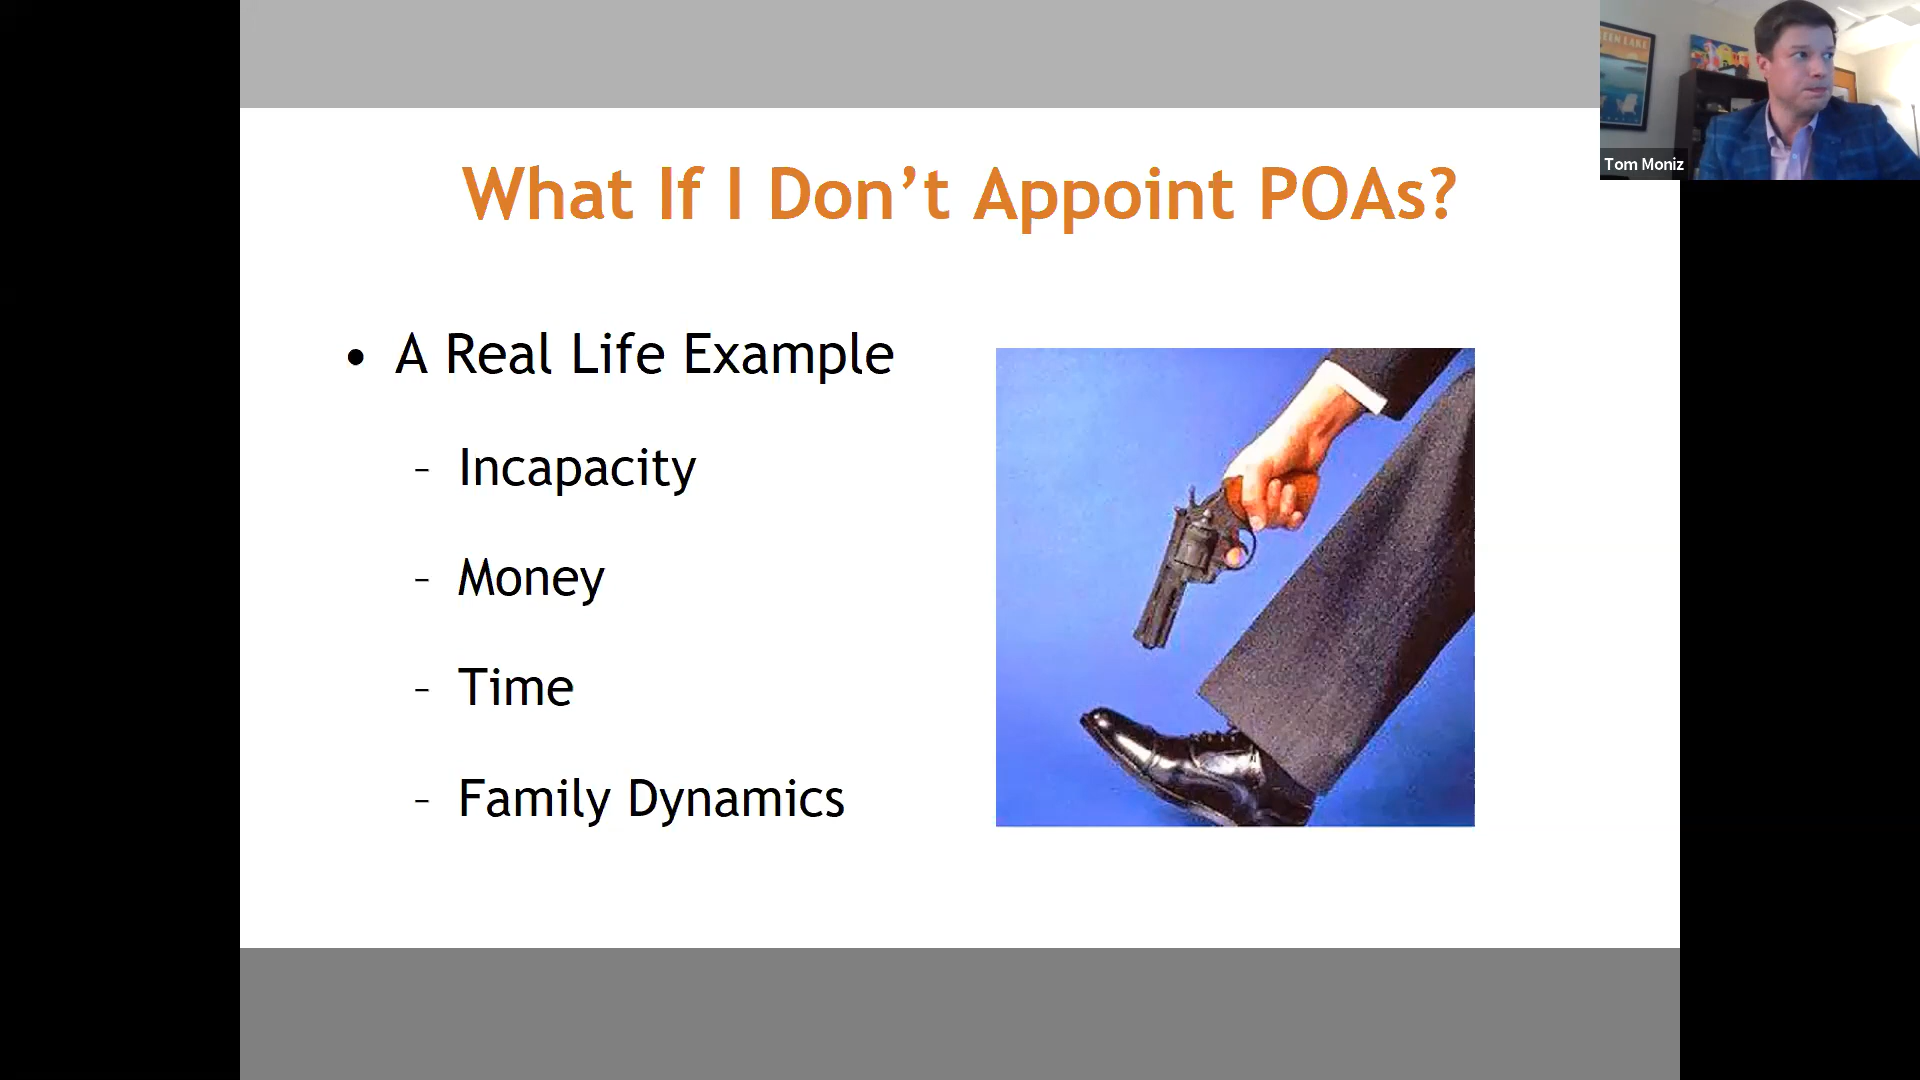 What If I Don’t Appoint POAs?
• A Real Life Example
– Incapacity
– Money
– Time
– Family Dynamics
Tom Moniz